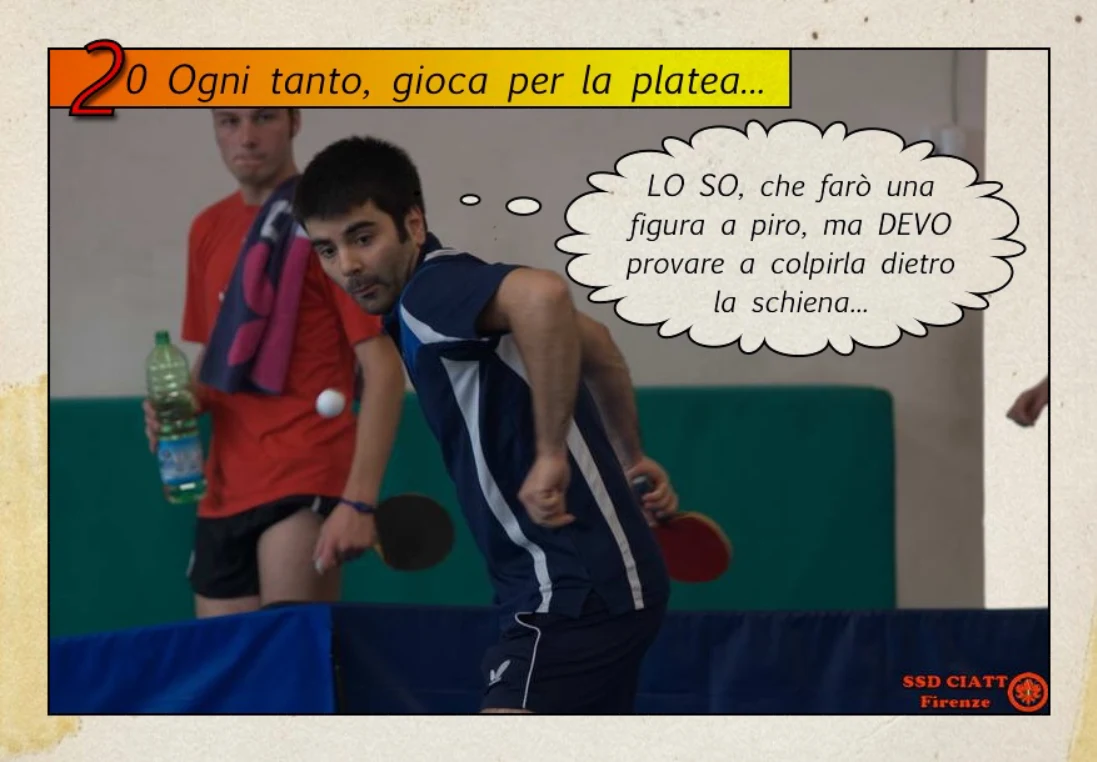 20 Ogni tanto, gioca per la platea...
LO SO, che farò una
figura a piro, ma DEVO
provare a colpirla dietro
la schiena...
SSD CIATT
Firenze